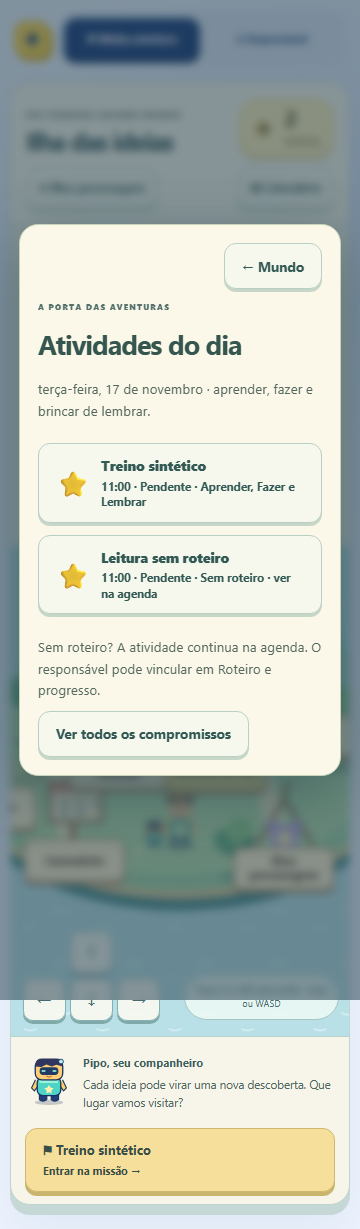 Ilha das ideias
2
← Mundo
A PORTA DAS AVENTURAS
Atividades do dia
terça-feira, 17 de novembro · aprender, fazer e
brincar de lembrar.
Treino sintético
11:00 · Pendente · Aprender, Fazer e
Lembrar
Leitura sem roteiro
11:00 · Pendente · Sem roteiro · ver
na agenda
Sem roteiro? A atividade continua na agenda. O
responsável pode vincular em Roteiro e
progresso.
Ver todos os compromissos
← ↓ →
ou WASD
Pipo, seu companheiro
Cada ideia pode virar uma nova descoberta. Que
lugar vamos visitar?
Treino sintético
Entrar na missão →